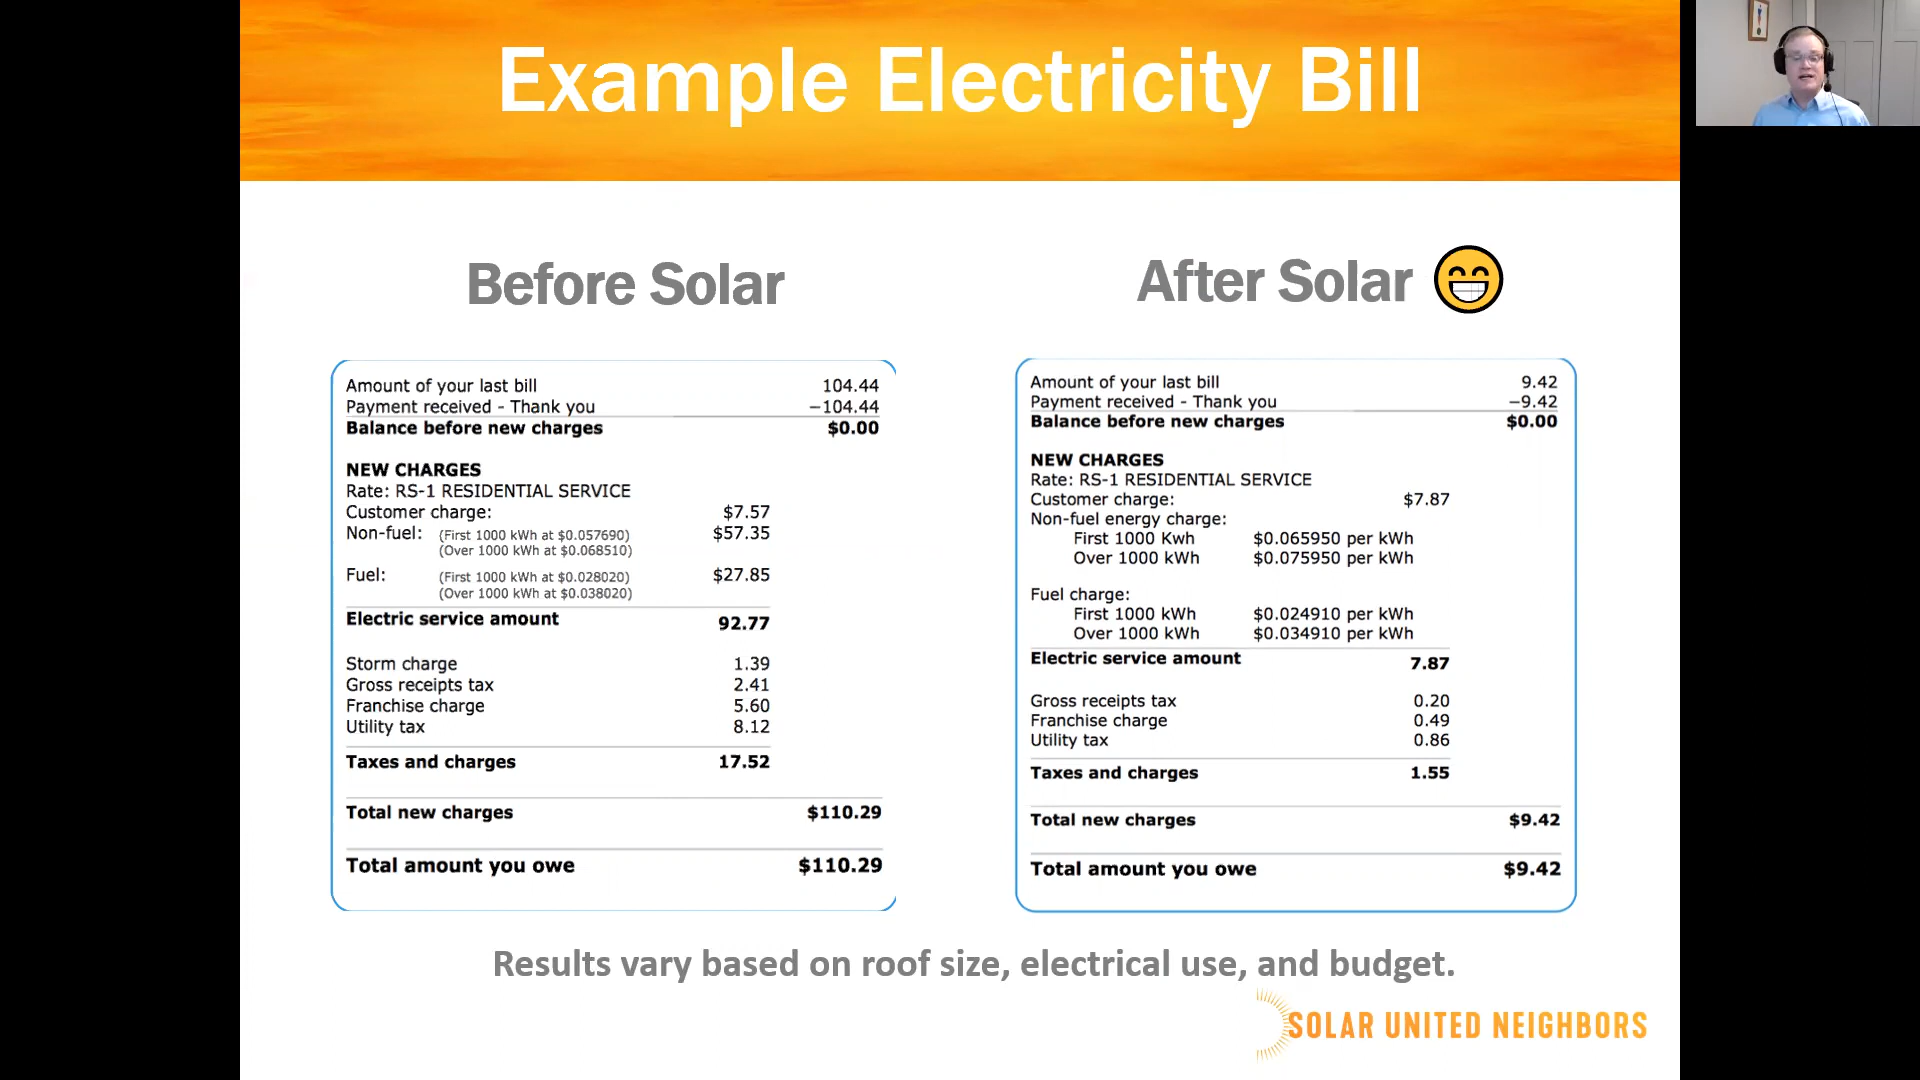 Example Electricity Bill
Before Solar
Amount of your last bill 104.44
Payment received - Thank you −104.44
Balance before new charges $0.00
NEW CHARGES
Rate: RS-1 RESIDENTIAL SERVICE
Customer charge: $7.57
Non-fuel: (First 1000 kWh at $0.057690) $57.35
(Over 1000 kWh at $0.068510)
Fuel: (First 1000 kWh at $0.028020) $27.85
(Over 1000 kWh at $0.038020)
Electric service amount 92.77
Storm charge 1.39
Gross receipts tax 2.41
Franchise charge 5.60
Utility tax 8.12
Taxes and charges 17.52
Total new charges $110.29
Total amount you owe $110.29
After Solar
Amount of your last bill 9.42
Payment received - Thank you −9.42
Balance before new charges $0.00
NEW CHARGES
Rate: RS-1 RESIDENTIAL SERVICE
Customer charge: $7.87
Non-fuel energy charge:
First 1000 Kwh $0.065950 per kWh
Over 1000 kWh $0.075950 per kWh
Fuel charge:
First 1000 kWh $0.024910 per kWh
Over 1000 kWh $0.034910 per kWh
Electric service amount 7.87
Gross receipts tax 0.20
Franchise charge 0.49
Utility tax 0.86
Taxes and charges 1.55
Total new charges $9.42
Total amount you owe $9.42
Results vary based on roof size, electrical use, and budget.
SOLAR UNITED NEIGHBORS